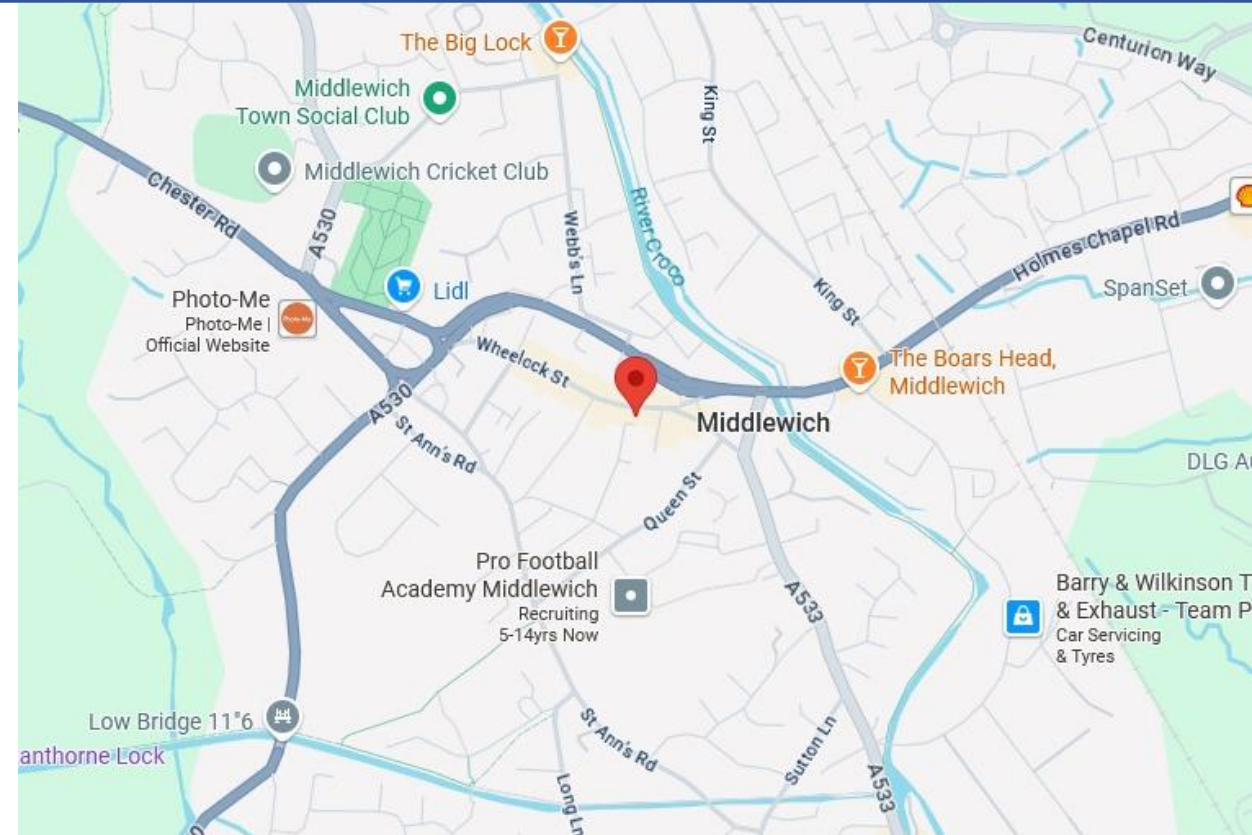 The Big Lock
Centurion Way
Middlewich
Town Social Club
King St
Middlewich Cricket Club
Chester Rd
A530
Webb's Ln
River Croco
Holmes Chapel Rd
Lidl
King St
SpanSet
Photo-Me
Photo-Me |
Official Website
Photo-Me
Wheelock St
The Boars Head,
Middlewich
A530
Middlewich
St Ann's Rd
DLG A
Queen St
Pro Football
Academy Middlewich
Recruiting
5-14yrs Now
A533
Barry & Wilkinson T
& Exhaust - Team P
Car Servicing
& Tyres
Low Bridge 11"6
anthorne Lock
St Ann's Rd
Sutton Ln
Long Ln
A533